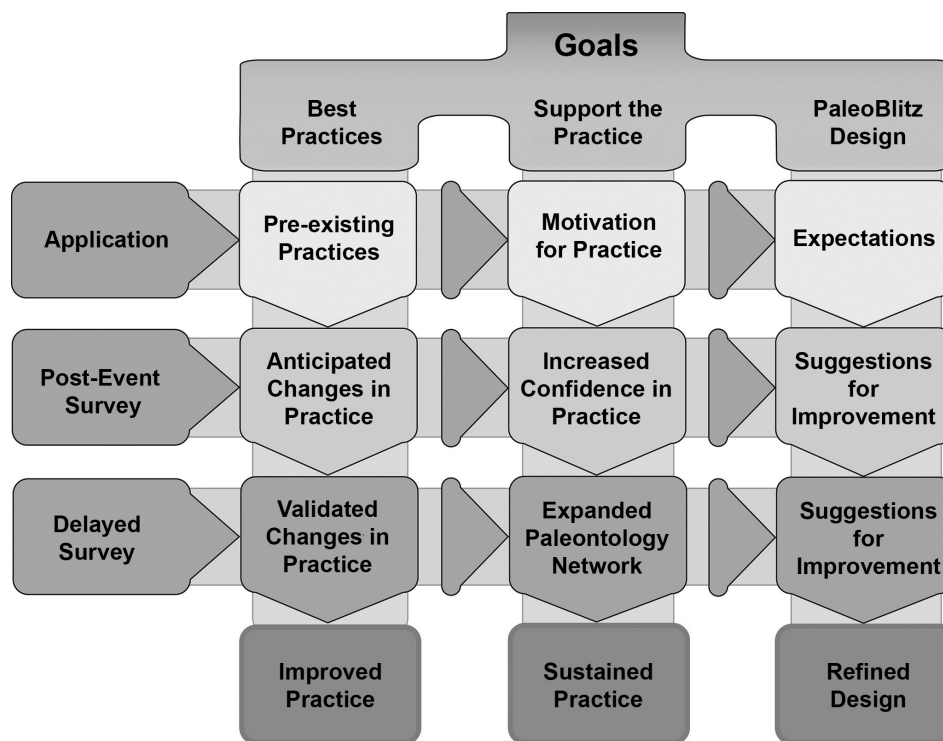 Goals
Best
Practices
Support the
Practice
PaleoBlitz
Design
Application
Pre-existing
Practices
Motivation
for Practice
Expectations
Post-Event
Survey
Anticipated
Changes in
Practice
Increased
Confidence in
Practice
Suggestions
for
Improvement
Delayed
Survey
Validated
Changes in
Practice
Expanded
Paleontology
Network
Suggestions
for
Improvement
Improved
Practice
Sustained
Practice
Refined
Design